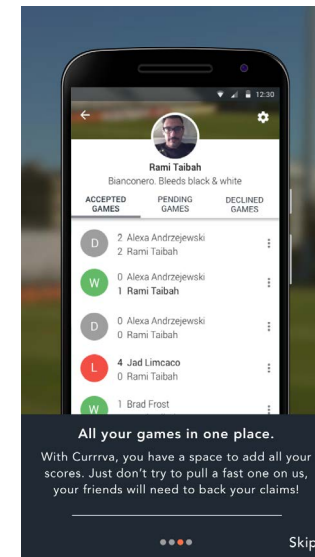 12:30
Rami Taibah
Bianconero. Bleeds black & white
ACCEPTED GAMES
PENDING GAMES
DECLINED GAMES
D
2 Alexa Andrzejewski
2 Rami Taibah
W
0 Alexa Andrzejewski
1 Rami Taibah
D
0 Alexa Andrzejewski
0 Rami Taibah
L
4 Jad Limcaco
0 Rami Taibah
W
1 Brad Frost
All your games in one place.
With Currrva, you have a space to add all your
scores. Just don't try to pull a fast one on us,
your friends will need to back your claims!
Skip